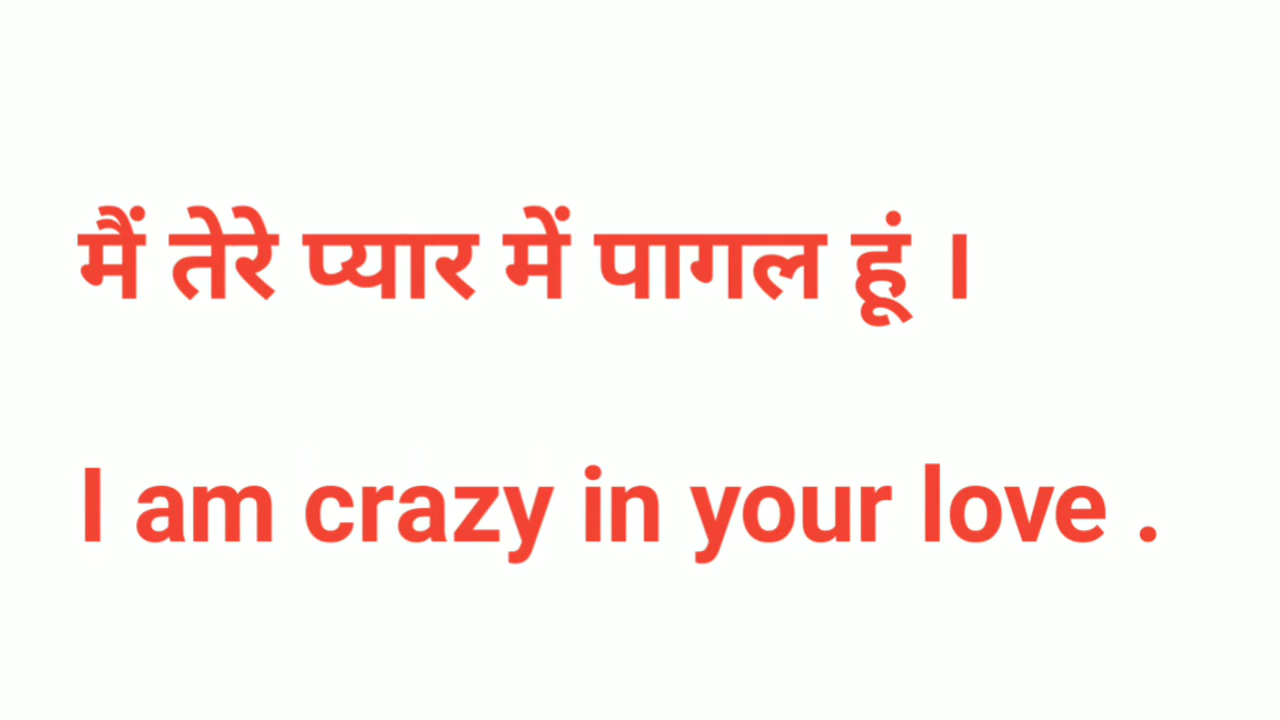 मैं तेरे प्यार में पागल हूं ।
I am crazy in your love .